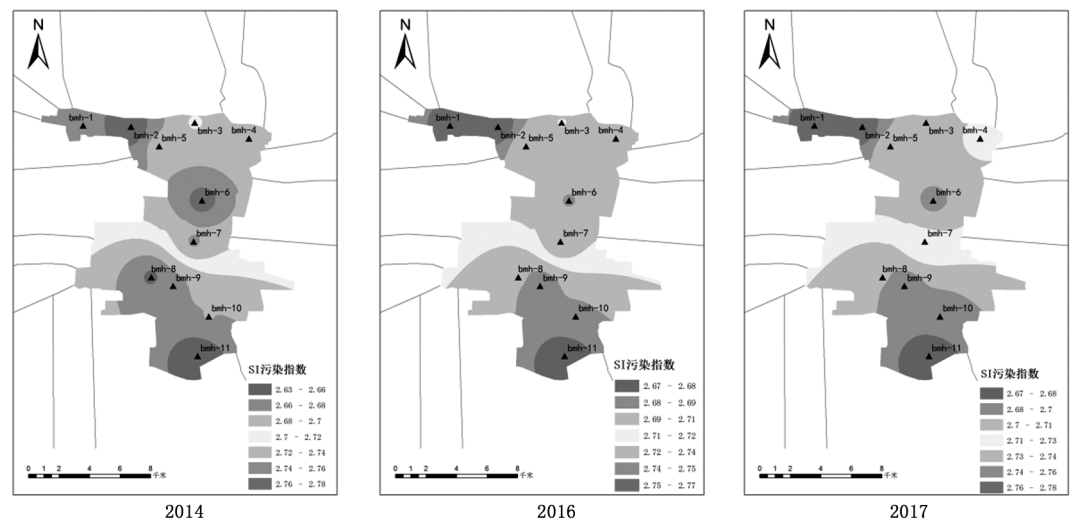 N
bmh-1
bmh-2
bmh-3
bmh-4
bmh-5
bmh-6
bmh-7
bmh-8
bmh-9
bmh-10
bmh-11
SI污染指数
2.63 - 2.66
2.66 - 2.68
2.68 - 2.7
2.7 - 2.72
2.72 - 2.74
2.74 - 2.76
2.76 - 2.78
0 1 2 4 6 8
千米
2014
N
bmh-1
bmh-2
bmh-3
bmh-4
bmh-5
bmh-6
bmh-7
bmh-8
bmh-9
bmh-10
bmh-11
SI污染指数
2.67 - 2.68
2.68 - 2.69
2.69 - 2.71
2.71 - 2.72
2.72 - 2.74
2.74 - 2.75
2.75 - 2.77
0 1 2 4 6 8
千米
2016
N
bmh-1
bmh-2
bmh-3
bmh-4
bmh-5
bmh-6
bmh-7
bmh-8
bmh-9
bmh-10
bmh-11
SI污染指数
2.67 - 2.68
2.68 - 2.7
2.7 - 2.71
2.71 - 2.73
2.73 - 2.74
2.74 - 2.76
2.76 - 2.78
0 1 2 4 6 8
千米
2017